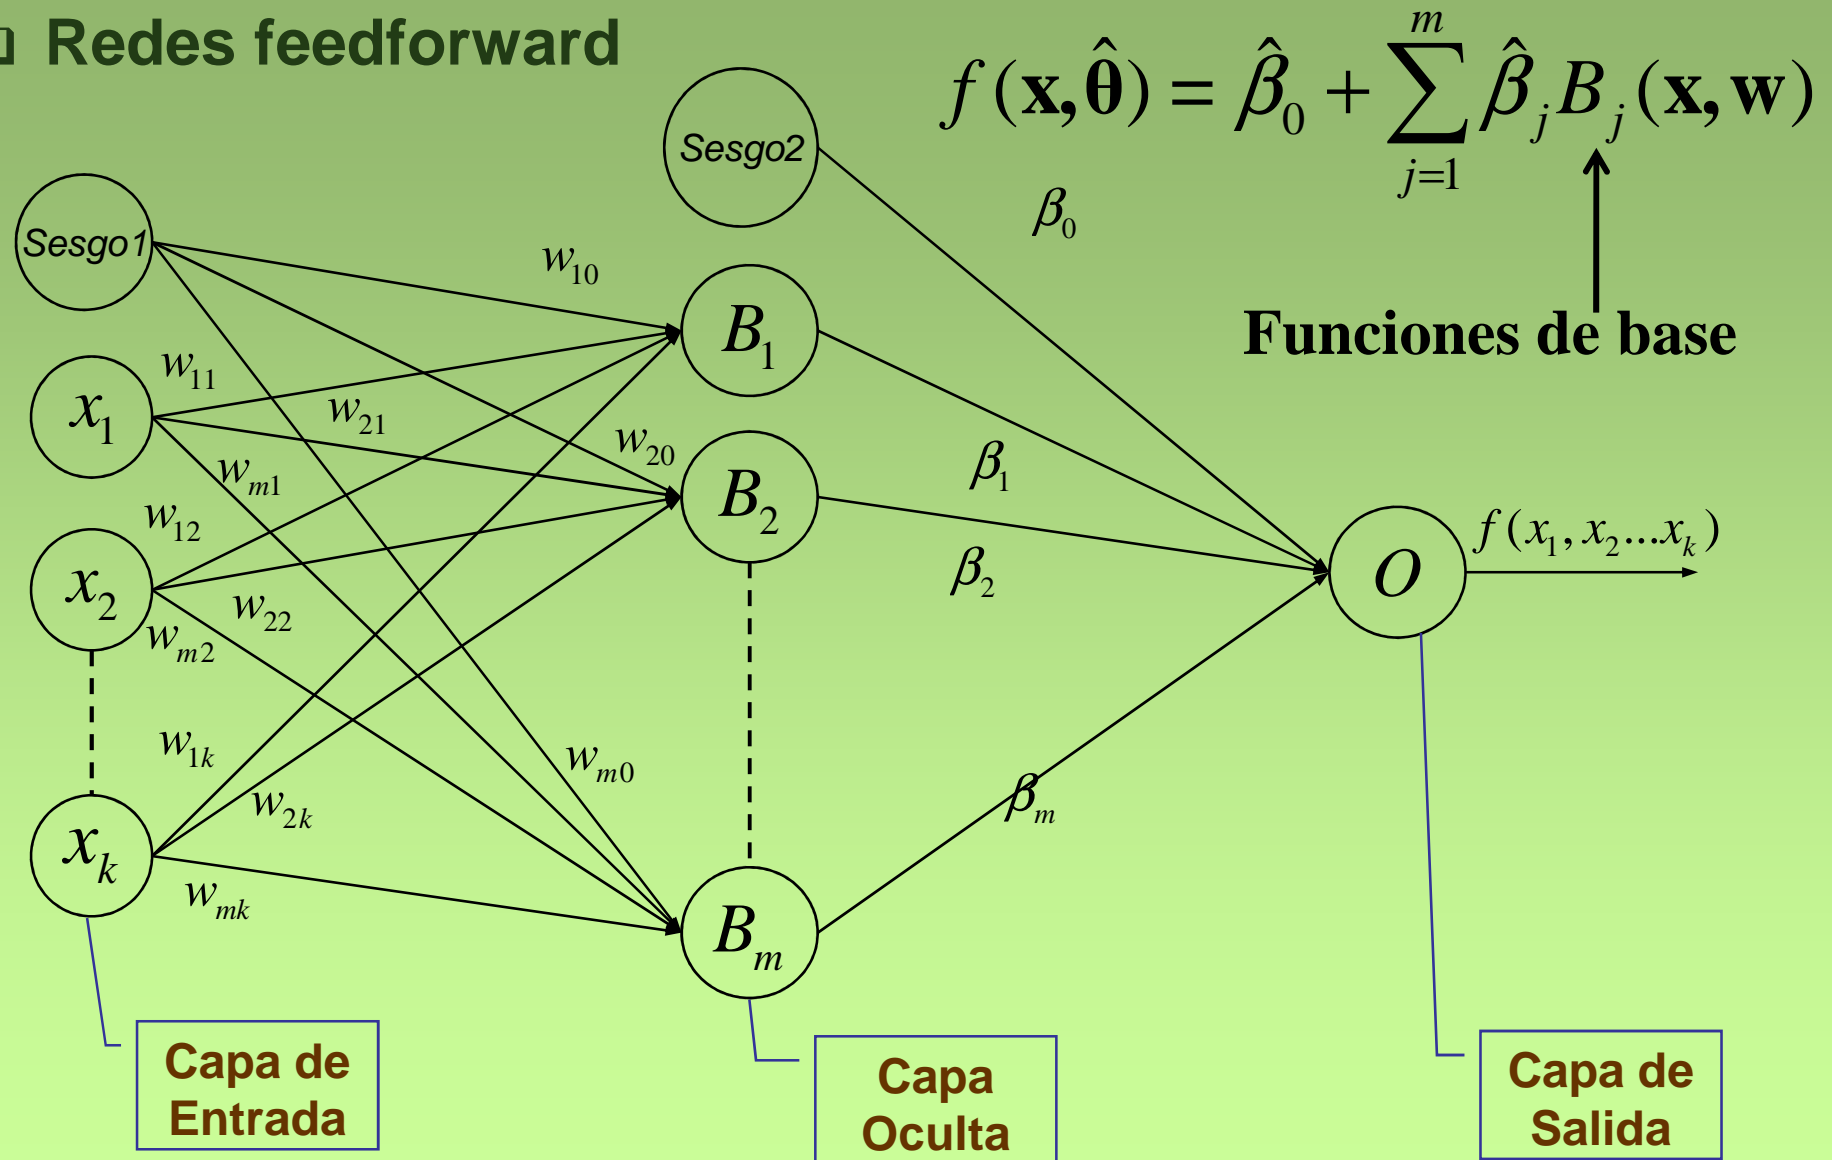 ❑ Redes feedforward
f(x,θ̂) = β̂₀ + ∑ⱼ₌₁ᵐ β̂ⱼBⱼ(x,w)
Funciones de base
Sesgo1
Sesgo2
β₀
w₁₀
B₁
w₁₁
x₁
w₂₁
w₂₀
wₘ₁
B₂
β₁
w₁₂
f(x₁,x₂...xₖ)
x₂
β₂
O
w₂₂
wₘ₂
w₁ₖ
wₘ₀
w₂ₖ
βₘ
xₖ
wₘₖ
Bₘ
Capa de
Entrada
Capa
Oculta
Capa de
Salida